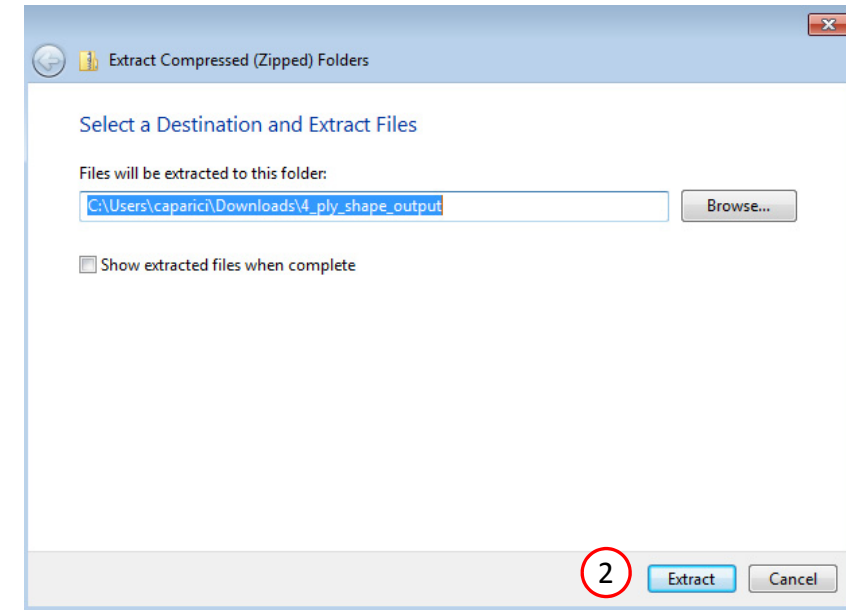 Extract Compressed (Zipped) Folders
Select a Destination and Extract Files
Files will be extracted to this folder:
C:\Users\caparici\Downloads\4_ply_shape_output Browse...
Show extracted files when complete
2 Extract Cancel